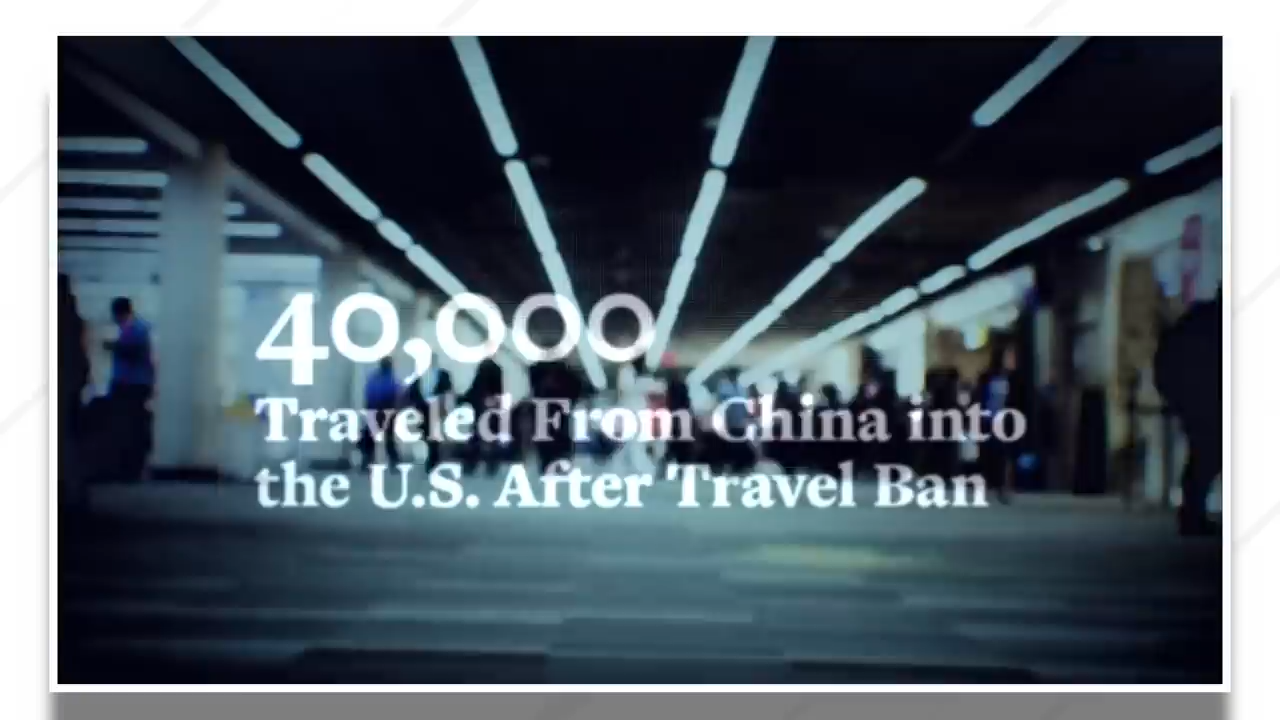 40,000
Traveled From China into
the U.S. After Travel Ban